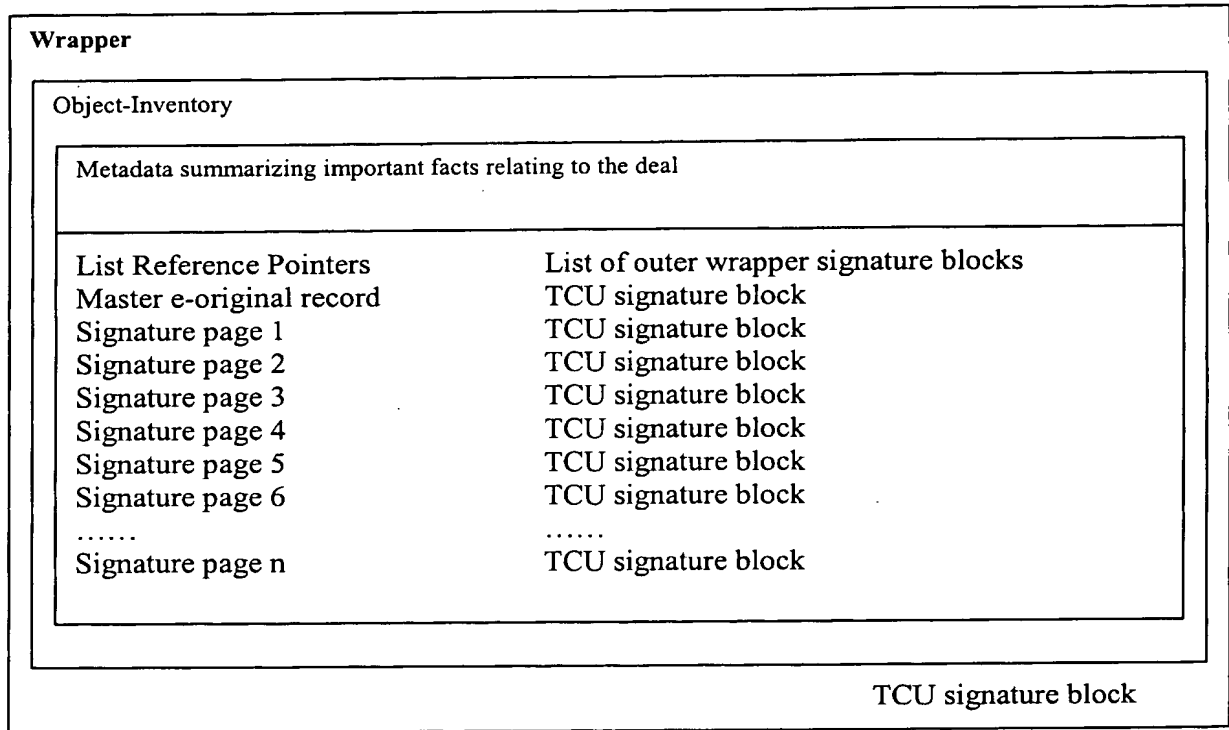 Wrapper
Object-Inventory
Metadata summarizing important facts relating to the deal
List Reference Pointers List of outer wrapper signature blocks
Master e-original record TCU signature block
Signature page 1 TCU signature block
Signature page 2 TCU signature block
Signature page 3 TCU signature block
Signature page 4 TCU signature block
Signature page 5 TCU signature block
Signature page 6 TCU signature block
...... ......
Signature page n TCU signature block
TCU signature block